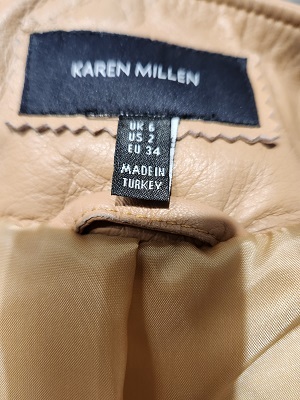 KAREN MILLEN
UK 6
US 2
EU 34
MADE IN
TURKEY